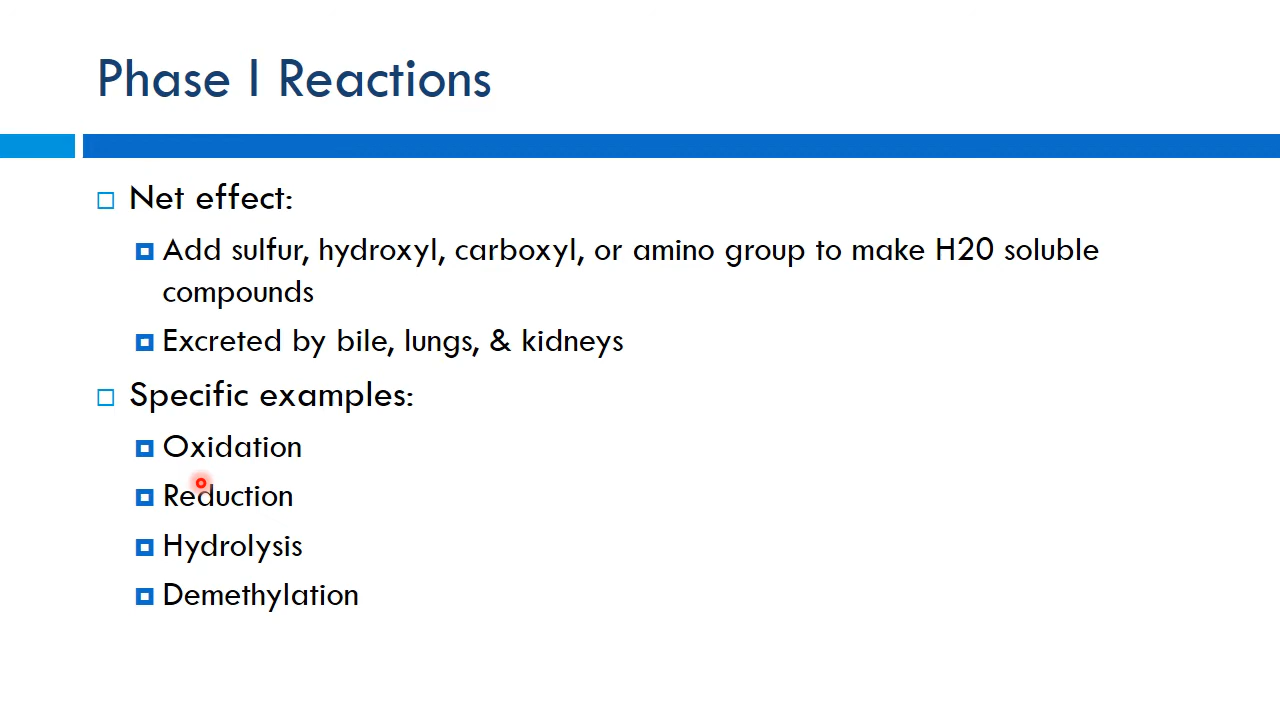 Phase I Reactions
Net effect:
Add sulfur, hydroxyl, carboxyl, or amino group to make H20 soluble
compounds
Excreted by bile, lungs, & kidneys
Specific examples:
Oxidation
Reduction
Hydrolysis
Demethylation